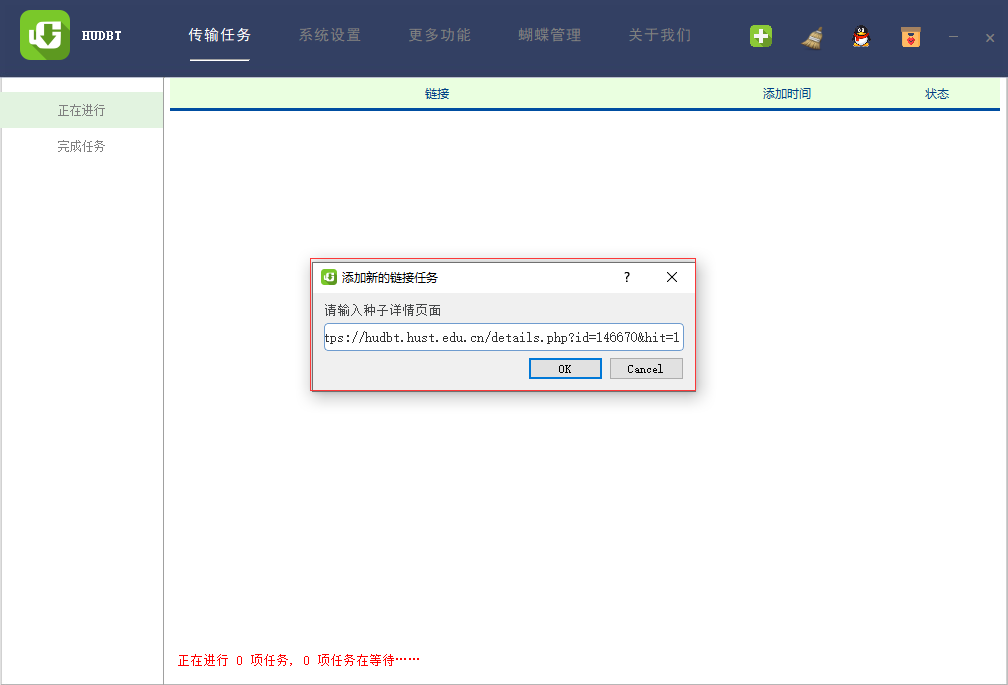 HUDBT
传输任务
系统设置
更多功能
蝴蝶管理
关于我们
正在进行
完成任务
链接
添加时间
状态
添加新的链接任务
请输入种子详情页面
tps://hudbt.hust.edu.cn/details.php?id=146670&hit=1
OK
Cancel
正在进行 0 项任务, 0 项任务在等待……